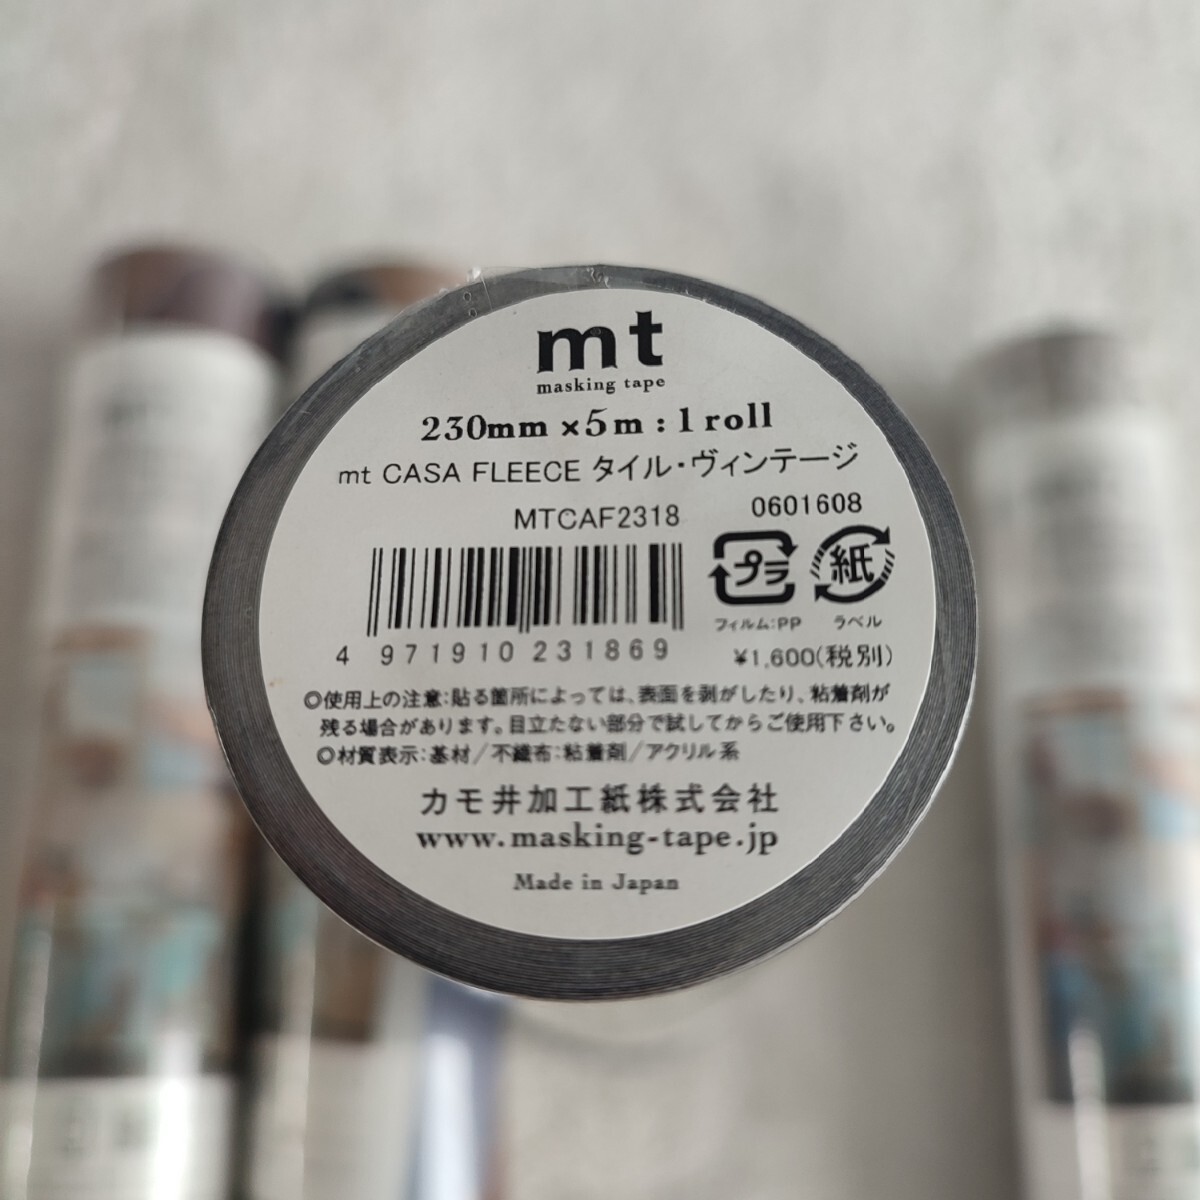 mt
masking tape
230mm×5m:1roll
mt CASA FLEECE タイル・ヴィンテージ
MTCAF2318 0601608
プラ 紙
フィルム:PP ラベル
4 971910 231869
¥1,600(税別)
◎使用上の注意:貼る箇所によっては、表面を剥がしたり、粘着剤が
残る場合があります。目立たない部分で試してからご使用下さい。
◎材質表示:基材/不織布:粘着剤/アクリル系
カモ井加工紙株式会社
www.masking-tape.jp
Made in Japan